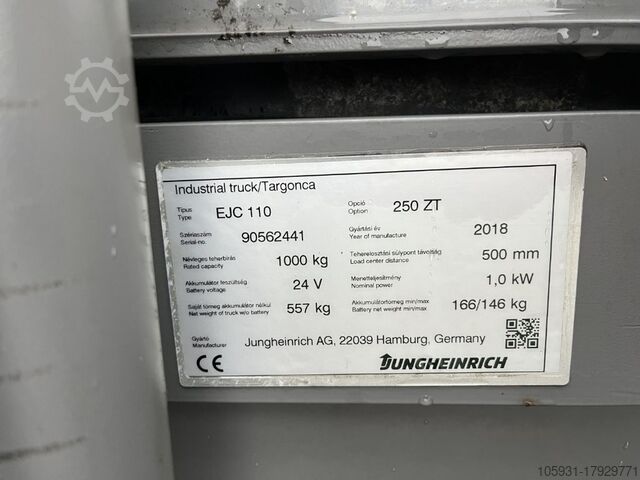 Industrial truck/Targonca
Típus
Type
EJC 110
Opció
Option
250 ZT
Szériaszám
Serial-no.
90562441
Gyártási év
Year of manufacture
2018
Névleges teherbírás
Rated capacity
1000 kg
Teherelosztási súlypont távolság
Load center distance
500 mm
Akkumulátor feszültség
Battery voltage
24 V
Menetteljesítmény
Nominal power
1,0 kW
Saját tömeg akkumulátor nélkül
Net weight of truck w/o battery
557 kg
Akkumulátortömeg min/max
Battery net weight min/max
166/146 kg
Gyártó
Manufacturer
Jungheinrich AG, 22039 Hamburg, Germany
CE
JUNGHEINRICH
105931-17929771